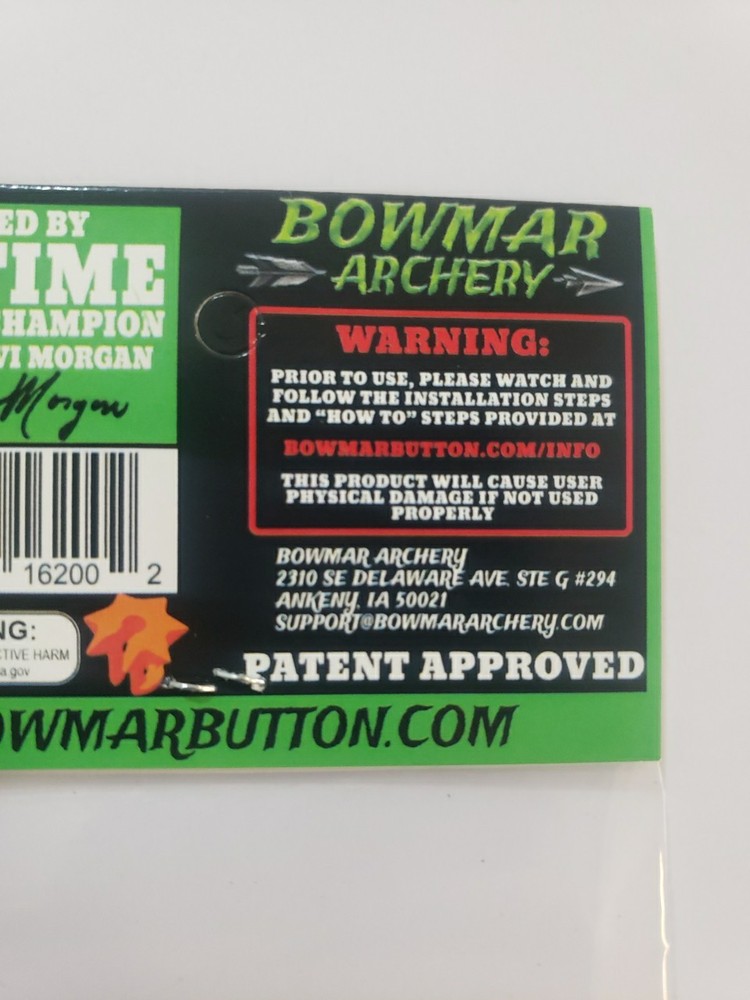 ED BY
TIME
CHAMPION
VI MORGAN
Morgan
16200 2
NG:
CTIVE HARM
a.gov
BOWMAR
ARCHERY
WARNING:
PRIOR TO USE, PLEASE WATCH AND
FOLLOW THE INSTALLATION STEPS
AND “HOW TO” STEPS PROVIDED AT
BOWMARBUTTON.COM/INFO
THIS PRODUCT WILL CAUSE USER
PHYSICAL DAMAGE IF NOT USED
PROPERLY
BOWMAR ARCHERY
2310 SE DELAWARE AVE. STE G #294
ANKENY, IA 50021
SUPPORT@BOWMARARCHERY.COM
PATENT APPROVED
OWMARBUTTON.COM